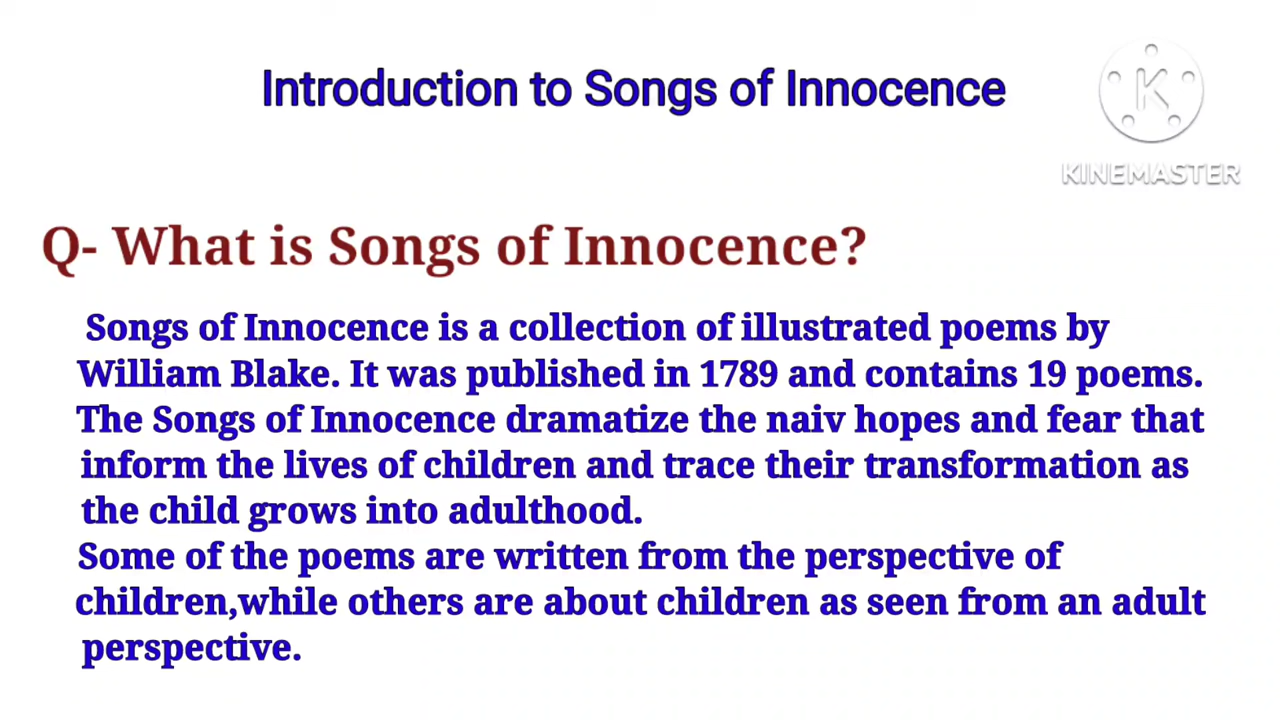 Introduction to Songs of Innocence
K
KINEMASTER
Q- What is Songs of Innocence?
Songs of Innocence is a collection of illustrated poems by
William Blake. It was published in 1789 and contains 19 poems.
The Songs of Innocence dramatize the naiv hopes and fear that
inform the lives of children and trace their transformation as
the child grows into adulthood.
Some of the poems are written from the perspective of
children,while others are about children as seen from an adult
perspective.